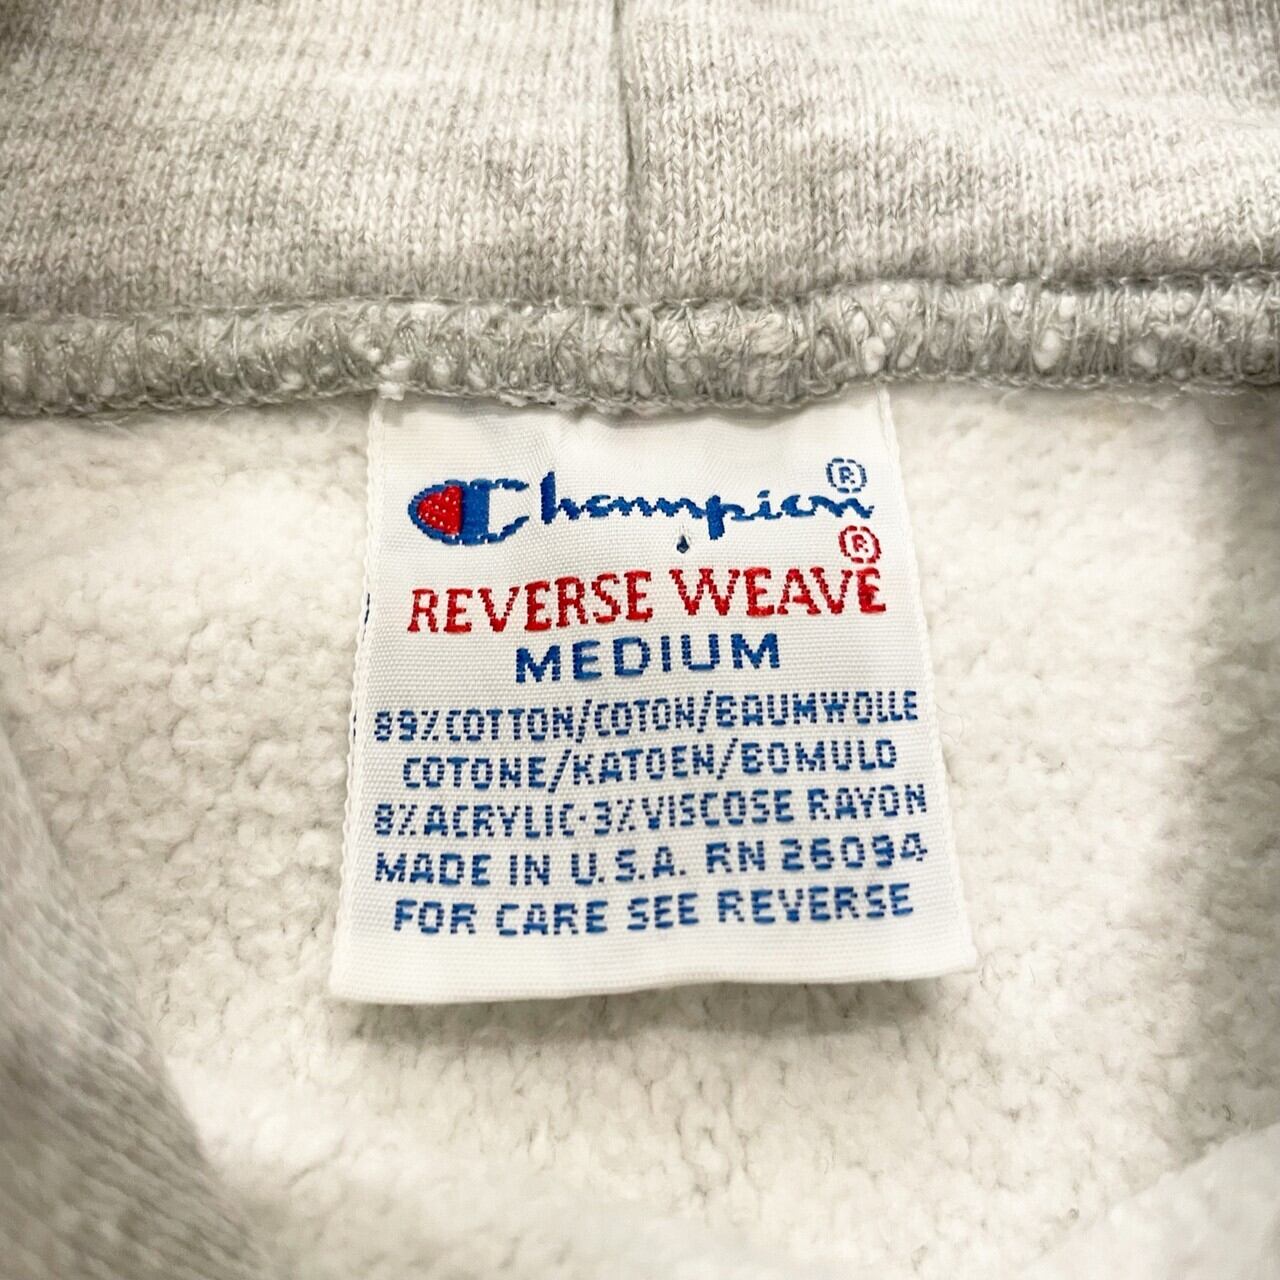 Champion®
REVERSE WEAVE®
MEDIUM
89% COTTON/COTON/BAUMWOLLE
COTONE/KATOEN/BOMULD
8% ACRYLIC·3% VISCOSE RAYON
MADE IN U.S.A. RN 26094
FOR CARE SEE REVERSE